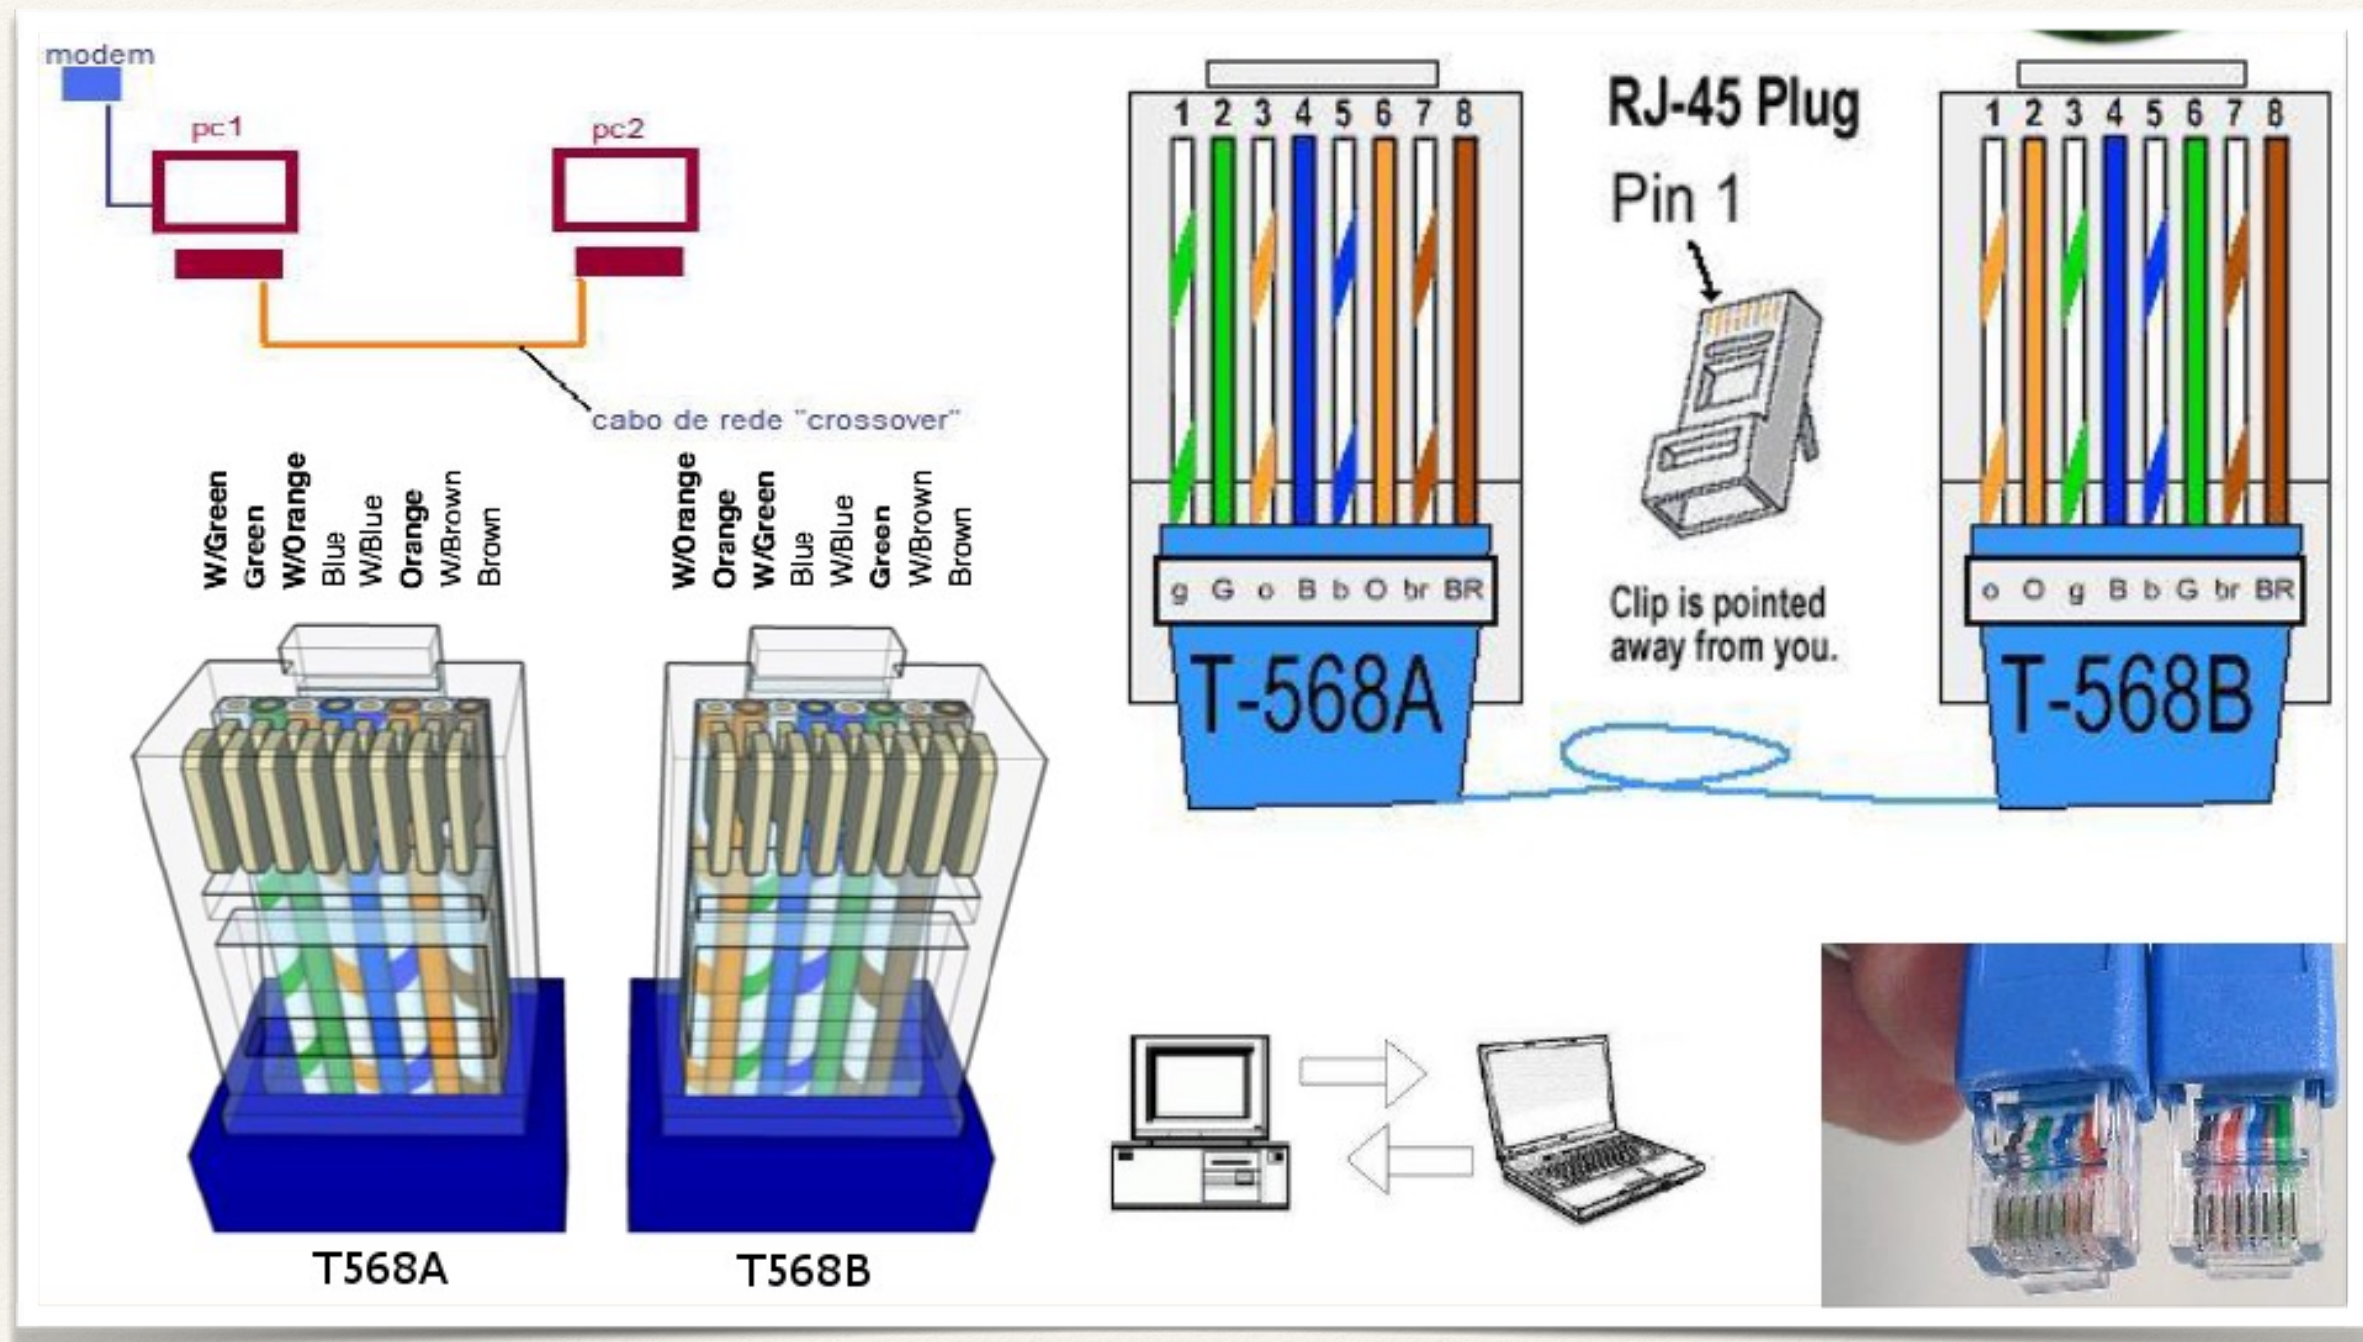 modem
pc1
pc2
cabo de rede "crossover"
W/Green
Green
W/Orange
Blue
W/Blue
Orange
W/Brown
Brown
W/Orange
Orange
W/Green
Blue
W/Blue
Green
W/Brown
Brown
T568A
T568B
1 2 3 4 5 6 7 8
g G o B b O br BR
T-568A
RJ-45 Plug
Pin 1
Clip is pointed
away from you.
1 2 3 4 5 6 7 8
o O g B b G br BR
T-568B